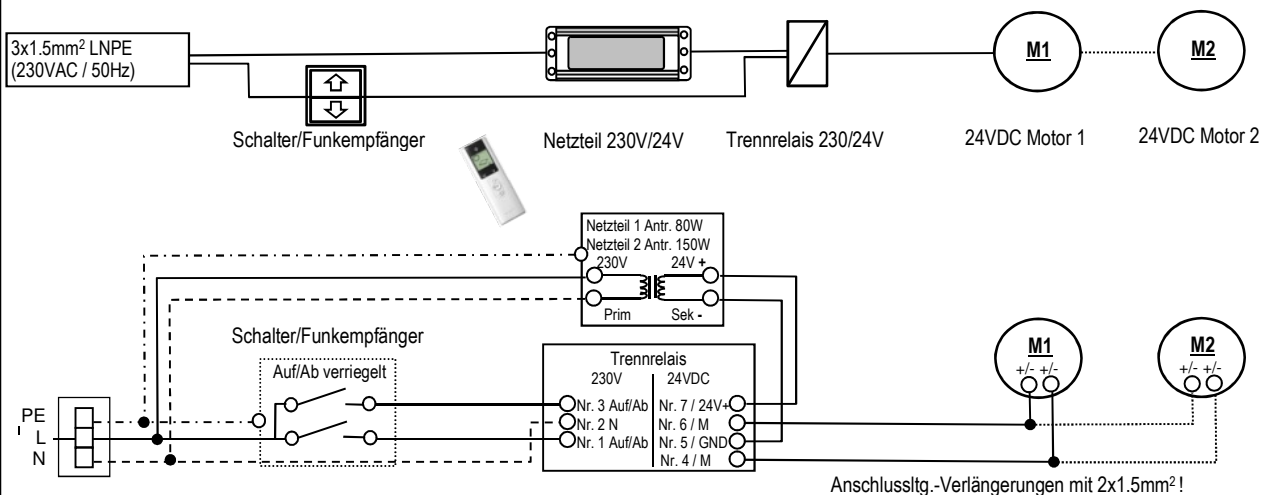 3x1.5mm² LNPE
(230VAC / 50Hz)
M1
M2
Schalter/Funkempfänger
Netzteil 230V/24V
Trennrelais 230/24V
24VDC Motor 1
24VDC Motor 2
Netzteil 1 Antr. 80W
Netzteil 2 Antr. 150W
230V 24V +
Prim Sek -
Schalter/Funkempfänger
Auf/Ab verriegelt
Trennrelais
230V 24VDC
Nr. 3 Auf/Ab Nr. 7 / 24V+
Nr. 2 N Nr. 6 / M
Nr. 1 Auf/Ab Nr. 5 / GND
Nr. 4 / M
M1
+/- +/-
M2
+/- +/-
PE
L
N
Anschlussltg.-Verlängerungen mit 2x1.5mm² !